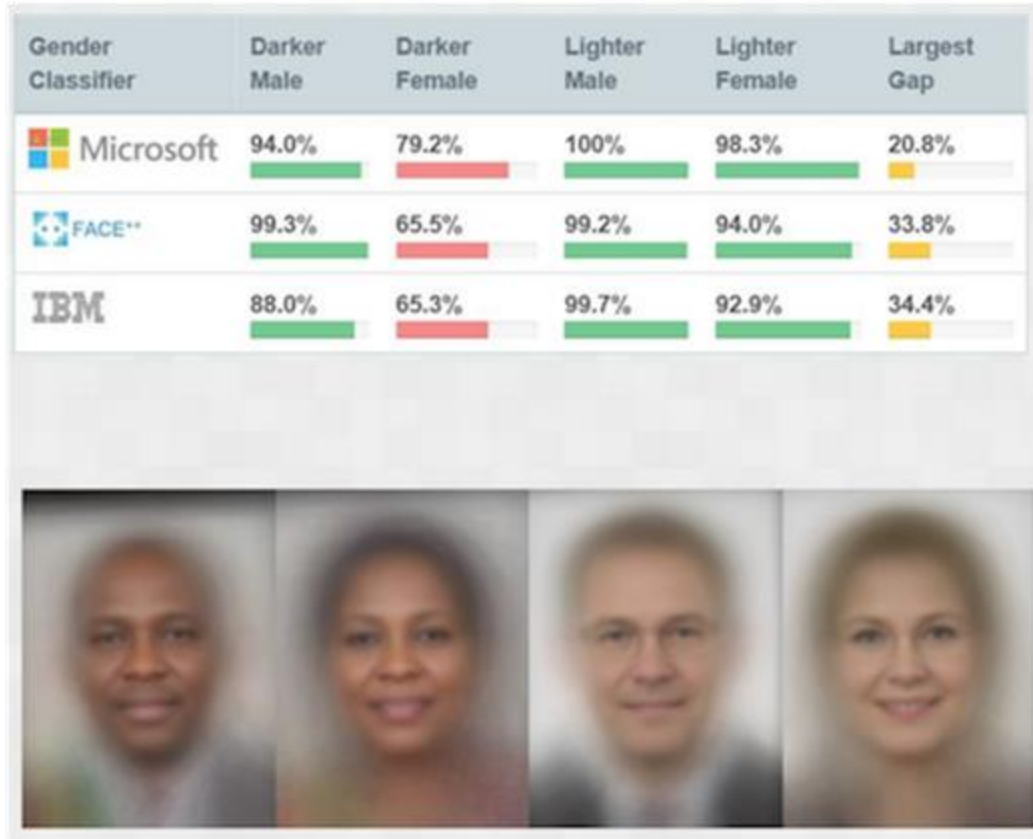 Gender Classifier Darker Male Darker Female Lighter Male Lighter Female Largest Gap
Microsoft 94.0% 79.2% 100% 98.3% 20.8%
FACE++ 99.3% 65.5% 99.2% 94.0% 33.8%
IBM 88.0% 65.3% 99.7% 92.9% 34.4%